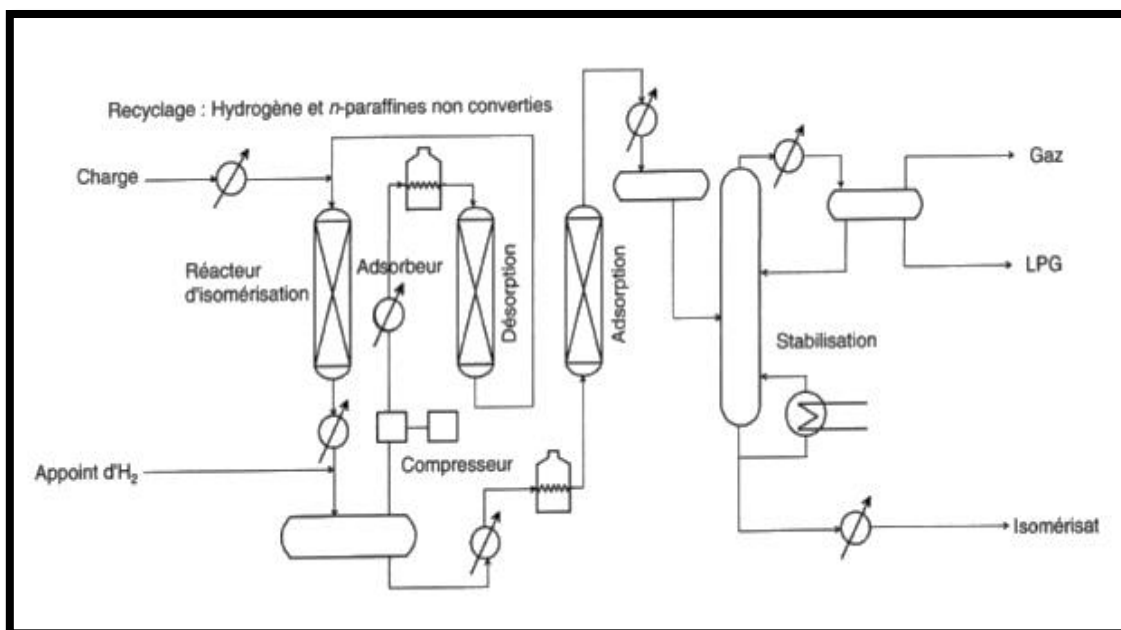 Recyclage : Hydrogène et n-paraffines non converties
Charge
Gaz
LPG
Réacteur
d'isomérisation
Adsorbeur
Désorption
Adsorption
Stabilisation
Compresseur
Appoint d'H₂
Isomérisat